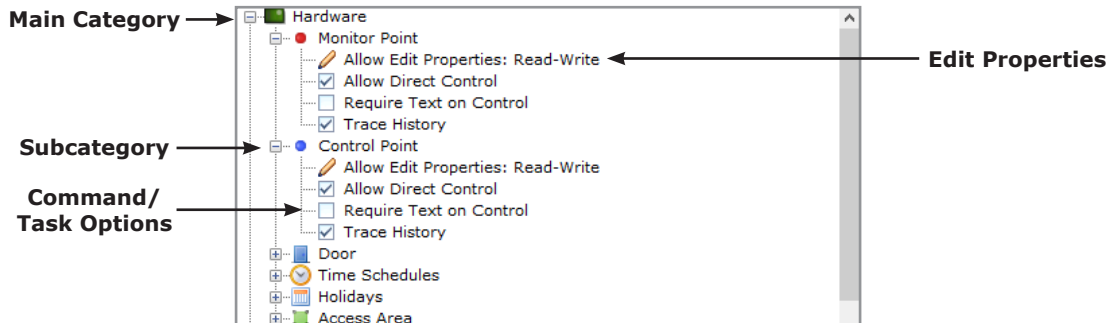 Main Category
Hardware
Monitor Point
Allow Edit Properties: Read-Write
Edit Properties
Allow Direct Control
Require Text on Control
Trace History
Subcategory
Control Point
Allow Edit Properties: Read-Write
Allow Direct Control
Command/
Task Options
Require Text on Control
Trace History
Door
Time Schedules
Holidays
Access Area